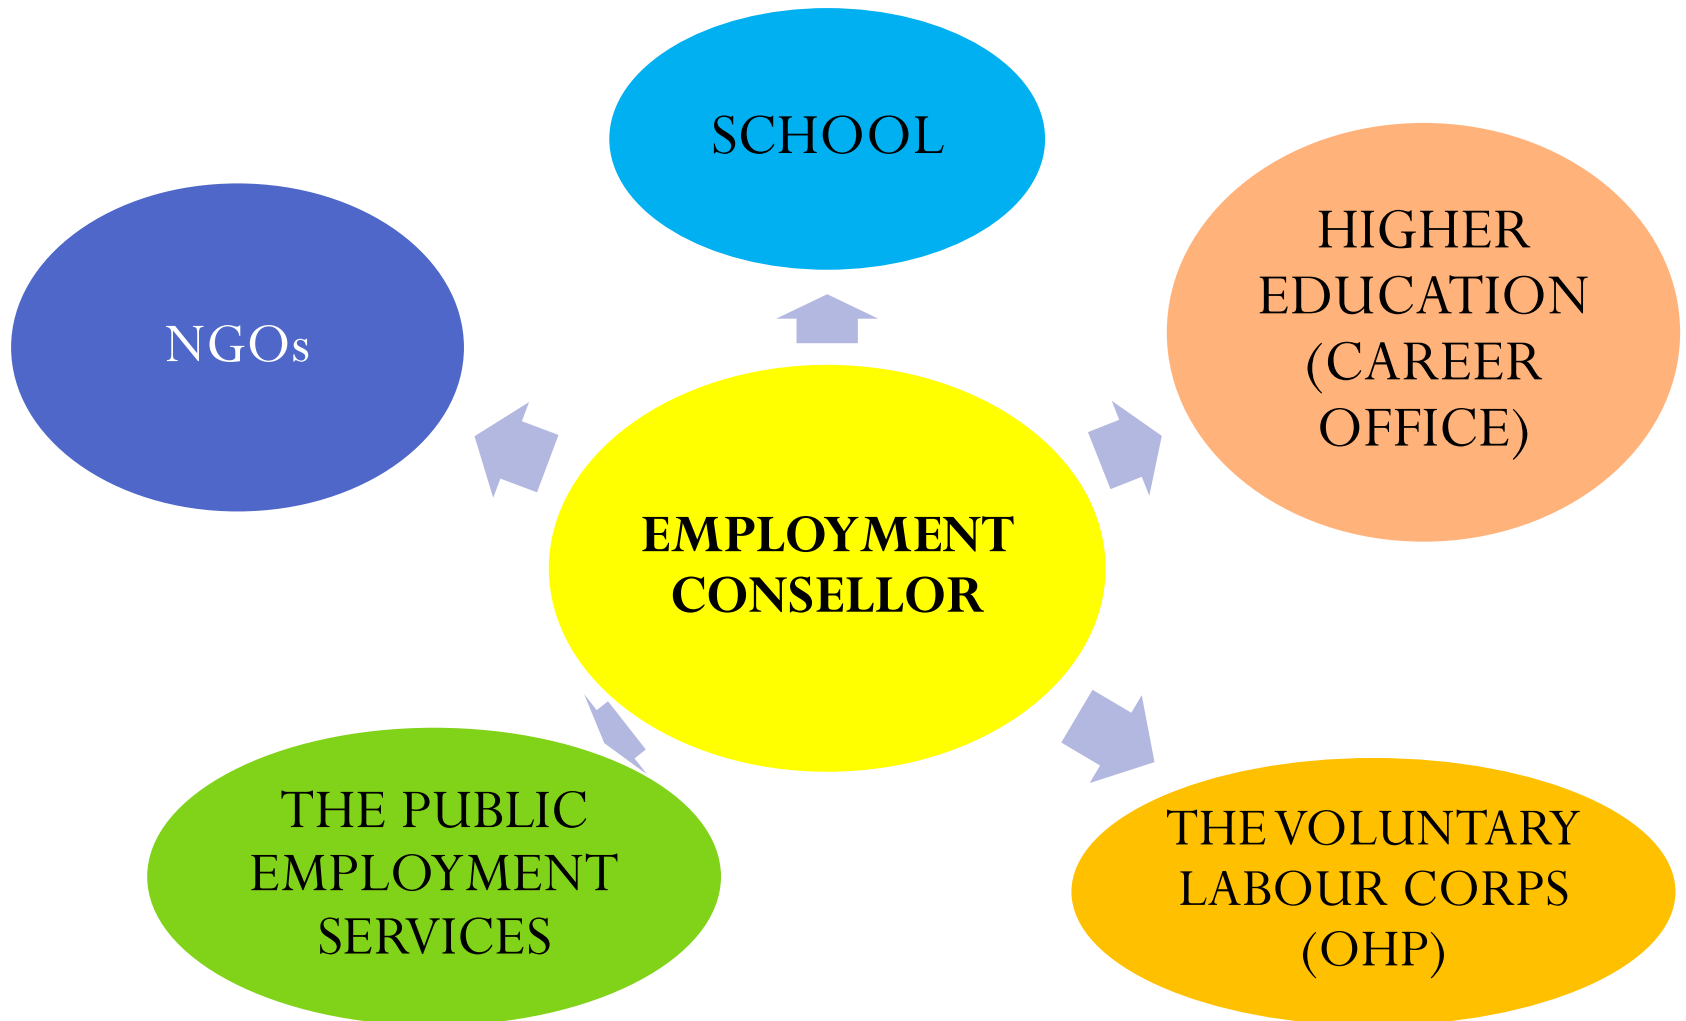 SCHOOL
HIGHER
EDUCATION
(CAREER
OFFICE)
NGOs
EMPLOYMENT
CONSELLOR
THE PUBLIC
EMPLOYMENT
SERVICES
THE VOLUNTARY
LABOUR CORPS
(OHP)